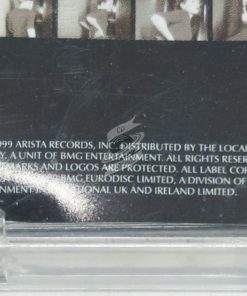 99 ARISTA RECORDS, INC. DISTRIBUTED BY THE LOCAL
Y, A UNIT OF BMG ENTERTAINMENT. ALL RIGHTS RESER
MARKS AND LOGOS ARE PROTECTED. ALL LABEL COP
BMG EURODISC LIMITED, A DIVISION OF
NMENT INTERNATIONAL UK AND IRELAND LIMITED.